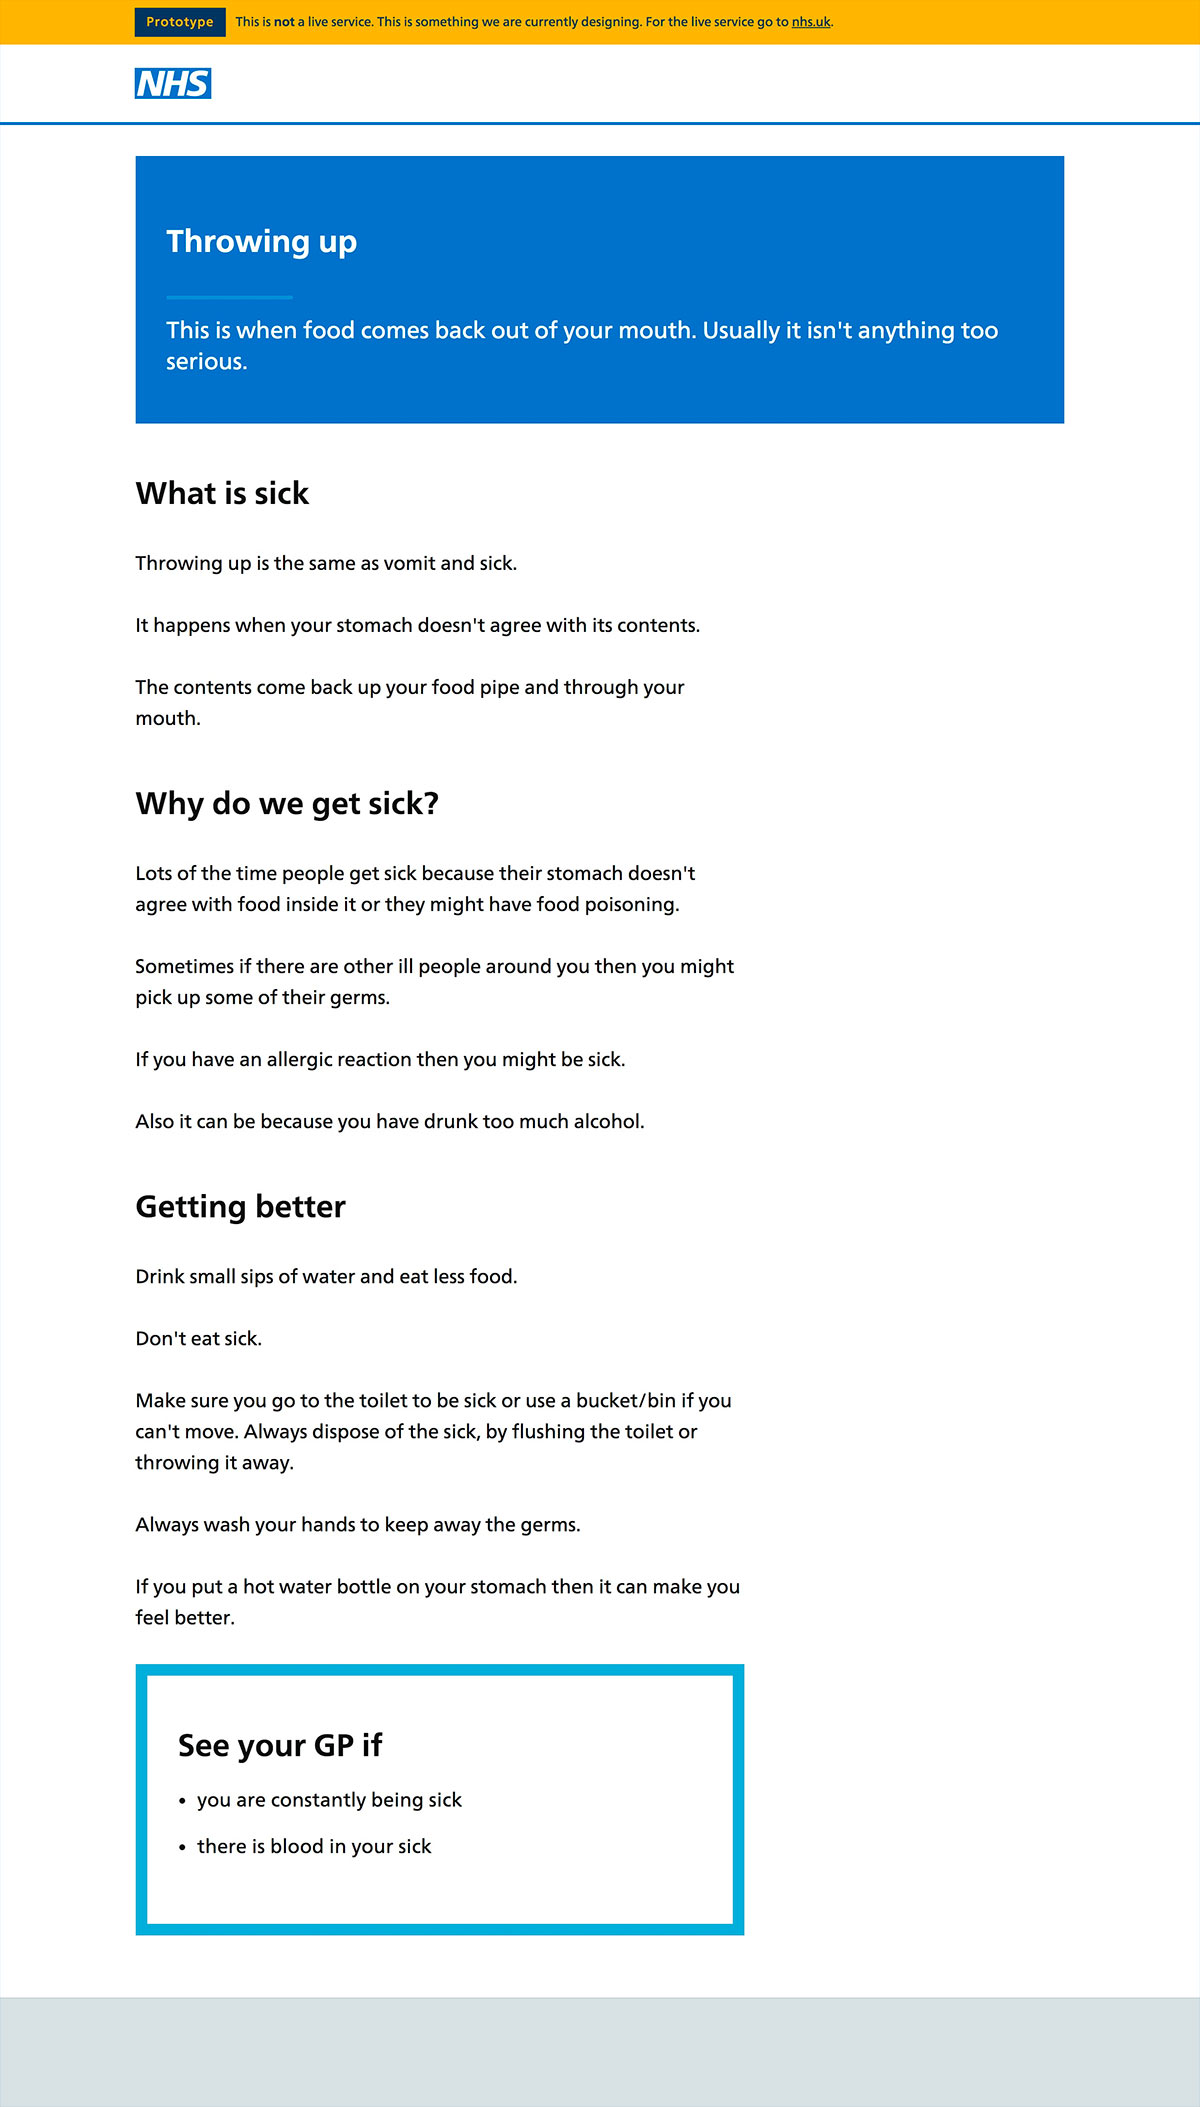 Prototype This is not a live service. This is something we are currently designing. For the live service go to nhs.uk.
NHS
Throwing up
This is when food comes back out of your mouth. Usually it isn't anything too
serious.
What is sick
Throwing up is the same as vomit and sick.
It happens when your stomach doesn't agree with its contents.
The contents come back up your food pipe and through your
mouth.
Why do we get sick?
Lots of the time people get sick because their stomach doesn't
agree with food inside it or they might have food poisoning.
Sometimes if there are other ill people around you then you might
pick up some of their germs.
If you have an allergic reaction then you might be sick.
Also it can be because you have drunk too much alcohol.
Getting better
Drink small sips of water and eat less food.
Don't eat sick.
Make sure you go to the toilet to be sick or use a bucket/bin if you
can't move. Always dispose of the sick, by flushing the toilet or
throwing it away.
Always wash your hands to keep away the germs.
If you put a hot water bottle on your stomach then it can make you
feel better.
See your GP if
• you are constantly being sick
• there is blood in your sick